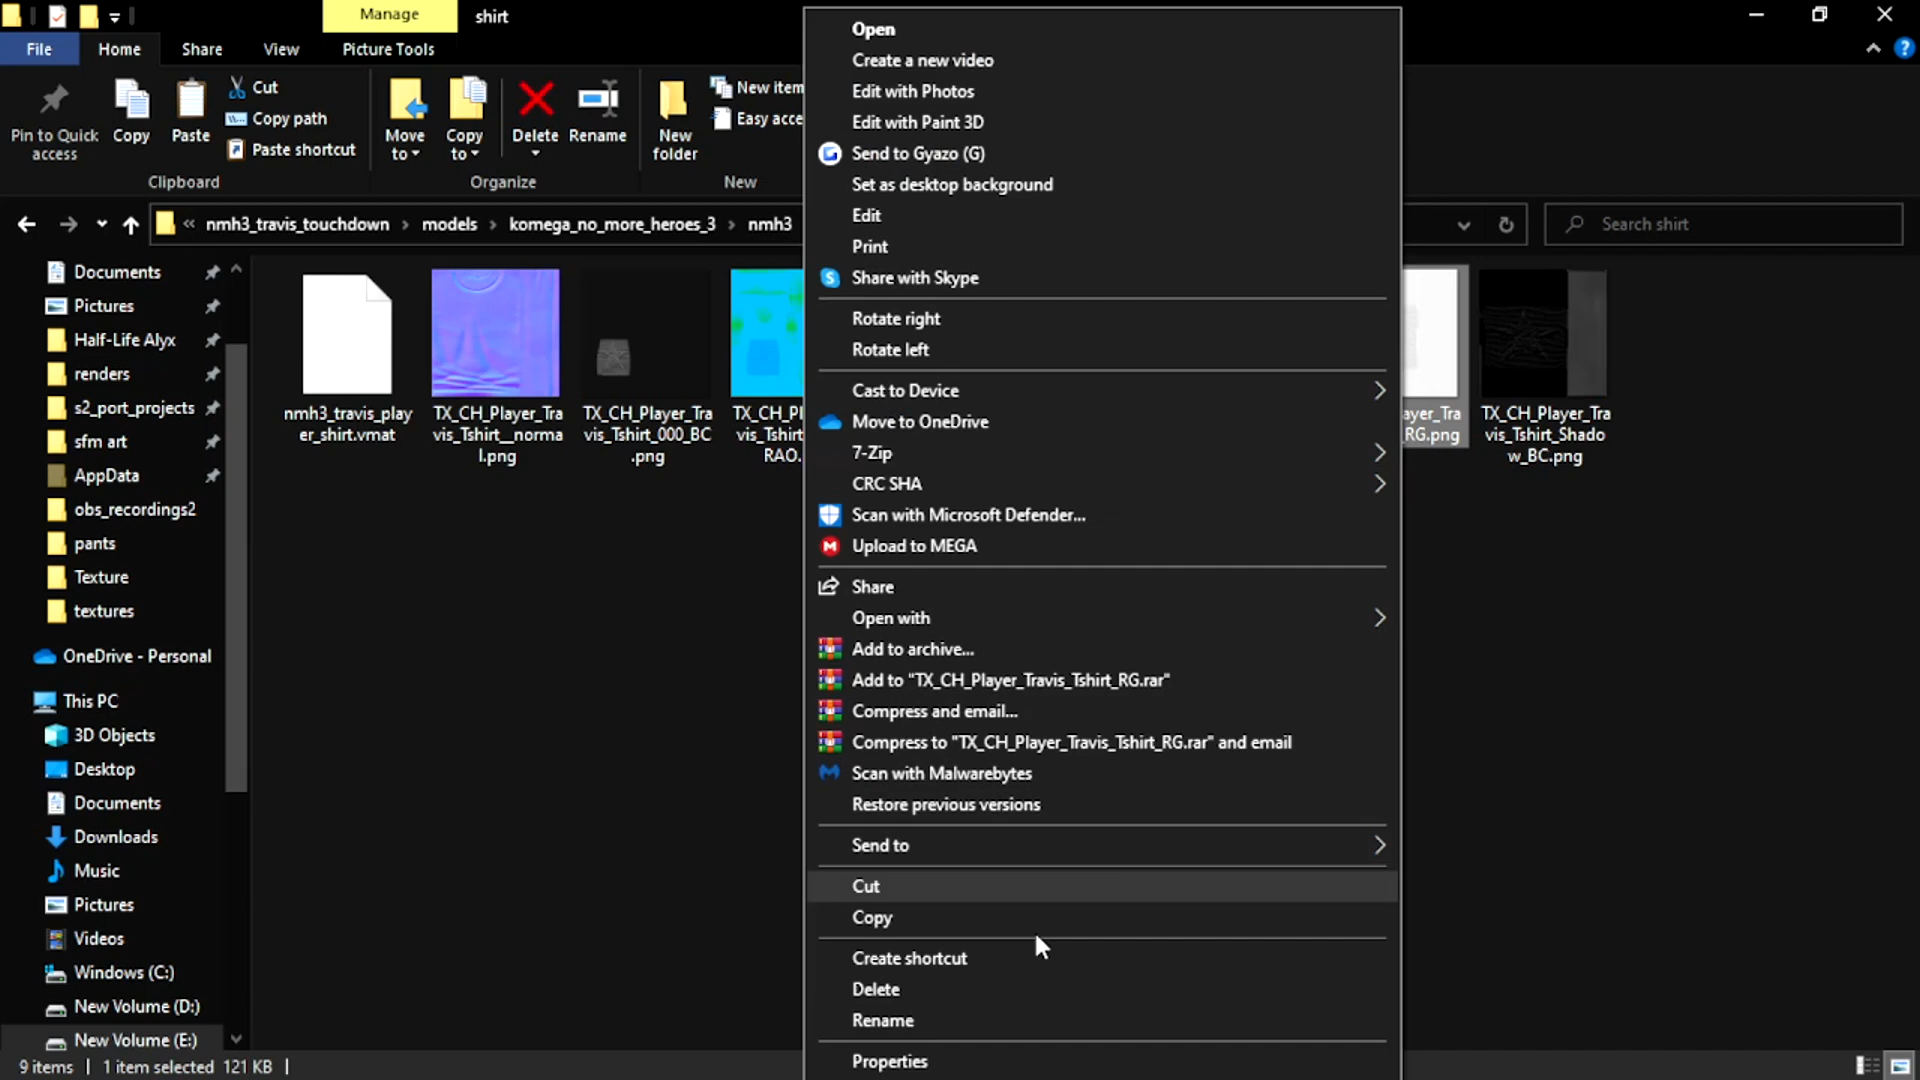 Manage
shirt
File
Home
Share
View
Picture Tools
Pin to Quick
access
Copy
Paste
Cut
Copy path
Paste shortcut
Clipboard
Move
to
Copy
to
Delete
Rename
Organize
New
folder
New item
Easy acce
New
«
nmh3_travis_touchdown
models
komega_no_more_heroes_3
nmh3
Search shirt
Documents
Pictures
Half-Life Alyx
renders
s2_port_projects
sfm art
AppData
obs_recordings2
pants
Texture
textures
OneDrive - Personal
This PC
3D Objects
Desktop
Documents
Downloads
Music
Pictures
Videos
Windows (C:)
New Volume (D:)
New Volume (E:)
nmh3_travis_play
er_shirt.vmat
TX_CH_Player_Tra
vis_Tshirt__norma
l.png
TX_CH_Player_Tra
vis_Tshirt_000_BC
.png
TX_CH_Pl
vis_Tshirt
RAO.
ayer_Tra
RG.png
TX_CH_Player_Tra
vis_Tshirt_Shado
w_BC.png
Open
Create a new video
Edit with Photos
Edit with Paint 3D
Send to Gyazo (G)
Set as desktop background
Edit
Print
Share with Skype
Rotate right
Rotate left
Cast to Device
Move to OneDrive
7-Zip
CRC SHA
Scan with Microsoft Defender...
Upload to MEGA
Share
Open with
Add to archive...
Add to "TX_CH_Player_Travis_Tshirt_RG.rar"
Compress and email...
Compress to "TX_CH_Player_Travis_Tshirt_RG.rar" and email
Scan with Malwarebytes
Restore previous versions
Send to
Cut
Copy
Create shortcut
Delete
Rename
Properties
9 items
1 item selected 121 KB